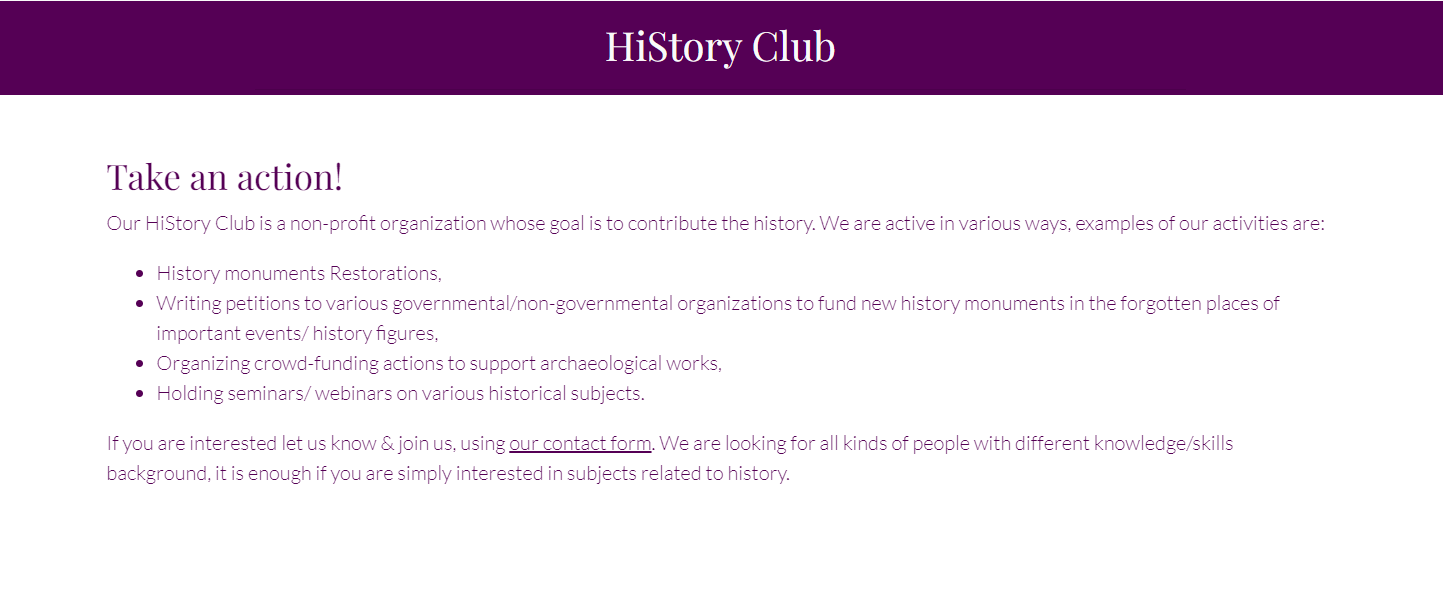 HiStory Club
Take an action!
Our HiStory Club is a non-profit organization whose goal is to contribute the history. We are active in various ways, examples of our activities are:
• History monuments Restorations,
• Writing petitions to various governmental/non-governmental organizations to fund new history monuments in the forgotten places of
important events/ history figures,
• Organizing crowd-funding actions to support archaeological works,
• Holding seminars/ webinars on various historical subjects.
If you are interested let us know & join us, using our contact form. We are looking for all kinds of people with different knowledge/skills
background, it is enough if you are simply interested in subjects related to history.